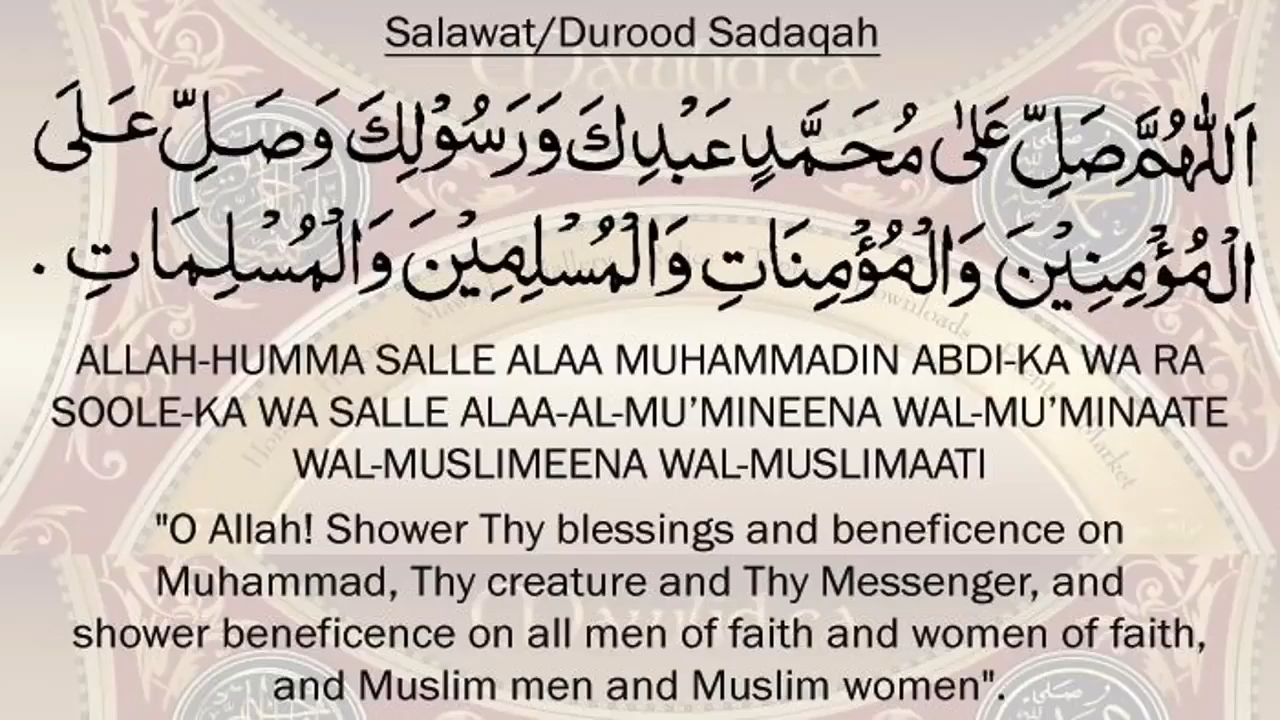 Salawat/Durood Sadaqah
اَللّٰهُمَّ صَلِّ عَلٰى مُحَمَّدٍ عَبْدِكَ وَرَسُوْلِكَ وَصَلِّ عَلَى
الْمُؤْمِنِيْنَ وَالْمُؤْمِنَاتِ وَالْمُسْلِمِيْنَ وَالْمُسْلِمَاتِ .
ALLAH-HUMMA SALLE ALAA MUHAMMADIN ABDI-KA WA RA
SOOLE-KA WA SALLE ALAA-AL-MU’MINEENA WAL-MU’MINAATE
WAL-MUSLIMEENA WAL-MUSLIMAATI
"O Allah! Shower Thy blessings and beneficence on
Muhammad, Thy creature and Thy Messenger, and
shower beneficence on all men of faith and women of faith,
and Muslim men and Muslim women".